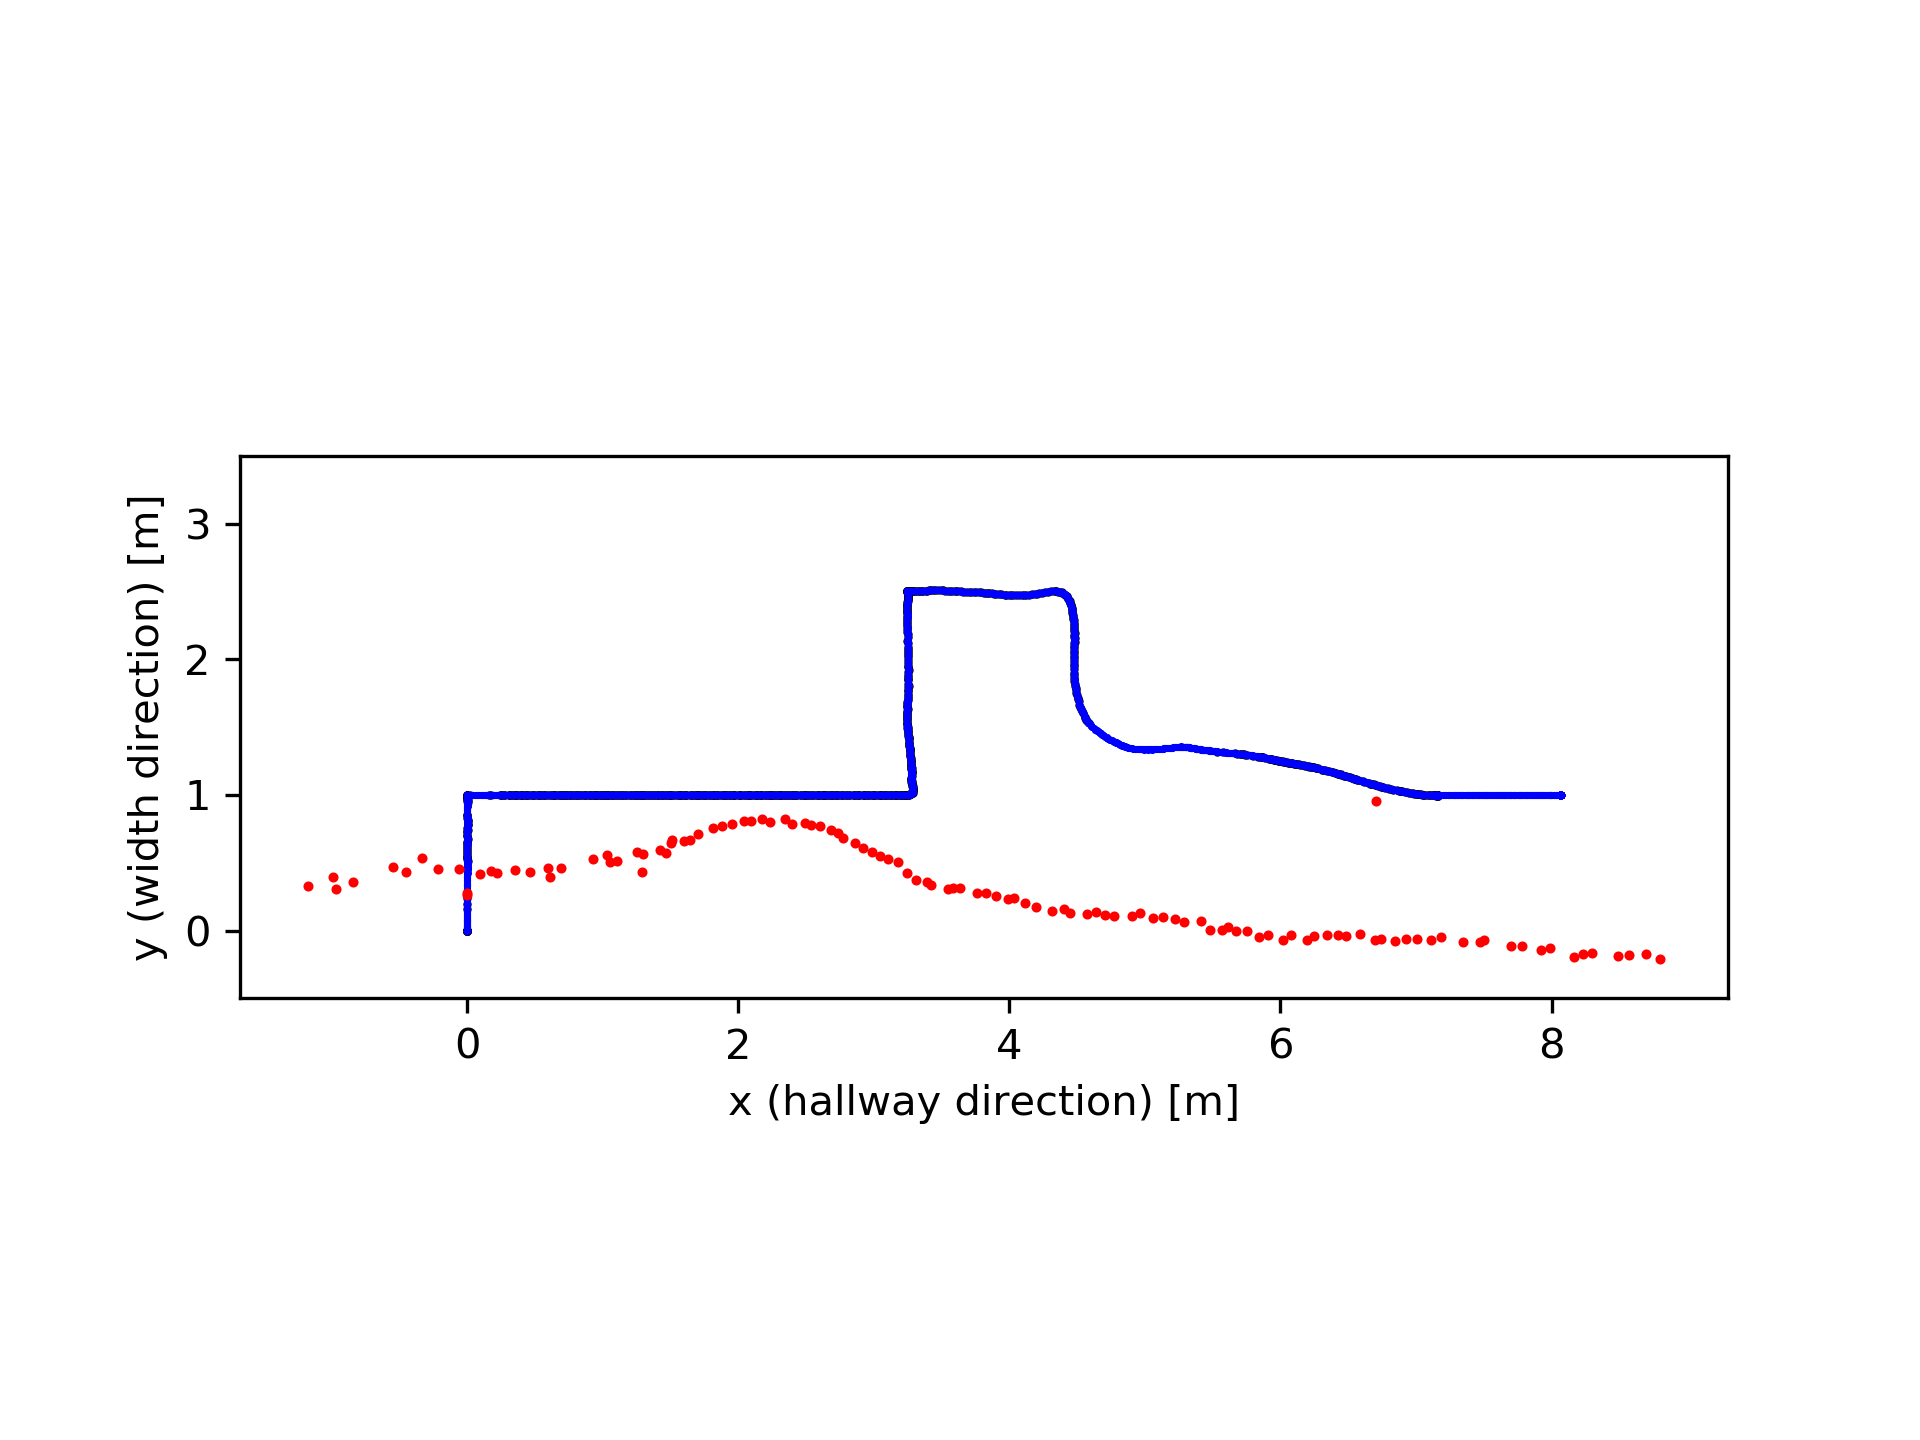 y (width direction) [m]
3
2
1
0
0 2 4 6 8
x (hallway direction) [m]